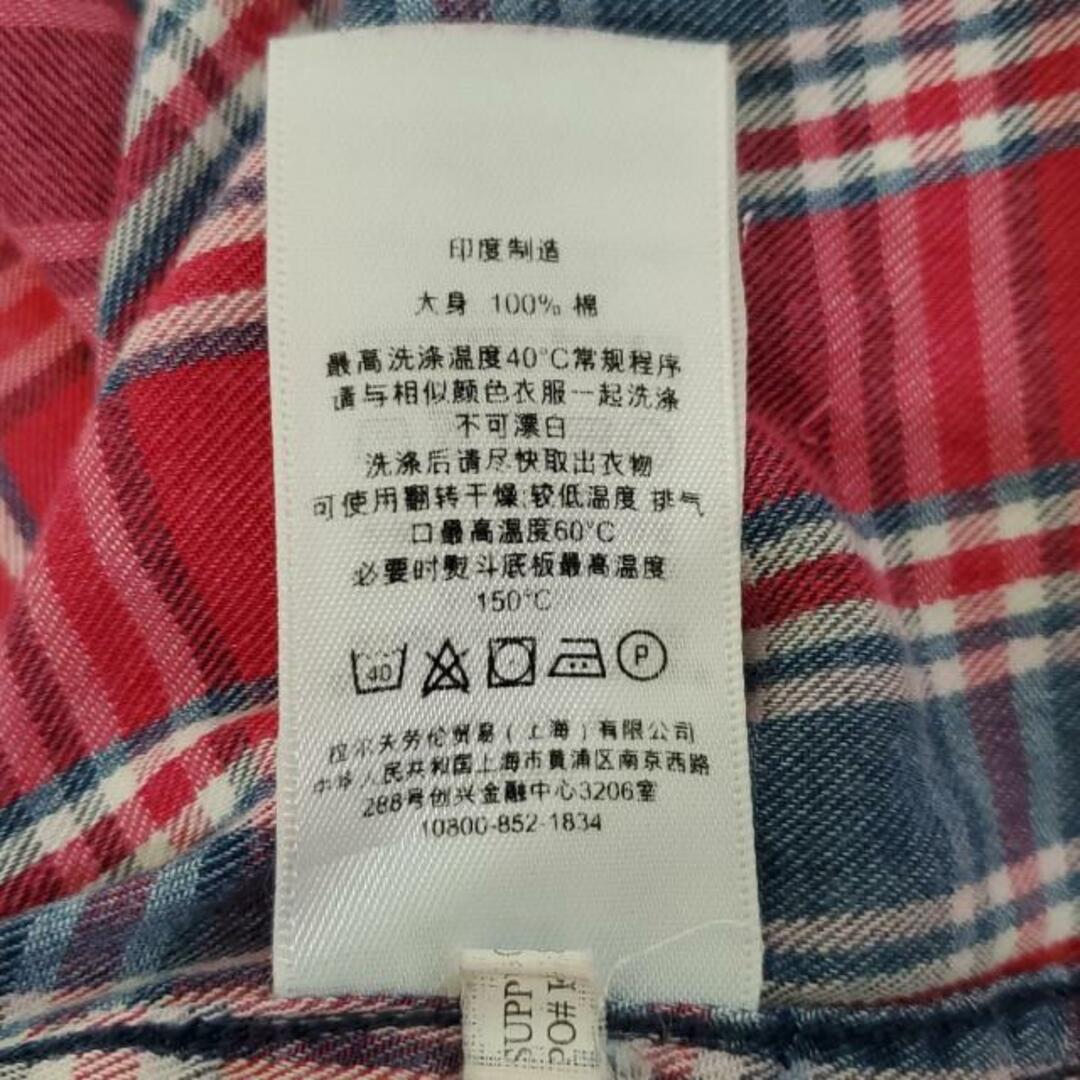 印度制造
大身 100% 棉
最高洗涤温度40°C常规程序
请与相似颜色衣服一起洗涤
不可漂白
洗涤后请尽快取出衣物
可使用翻转干燥;较低温度 排气
口最高温度60°C
必要时熨斗底板最高温度
150°C
40
P
拉尔夫劳伦贸易（上海）有限公司
中华人民共和国上海市黄浦区南京西路
288号创兴金融中心3206室
10800-852-1834
SUPP
PO#